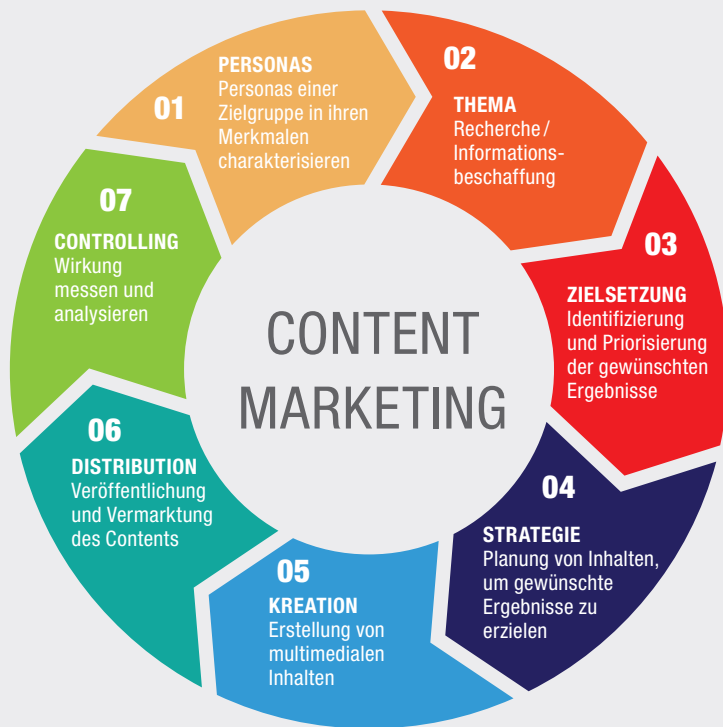 01
PERSONAS
Personas einer
Zielgruppe in ihren
Merkmalen
charakterisieren
02
THEMA
Recherche/
Informations-
beschaffung
03
ZIELSETZUNG
Identifizierung
und Priorisierung
der gewünschten
Ergebnisse
04
STRATEGIE
Planung von Inhalten,
um gewünschte
Ergebnisse zu
erzielen
05
KREATION
Erstellung von
multimedialen
Inhalten
06
DISTRIBUTION
Veröffentlichung
und Vermarktung
des Contents
07
CONTROLLING
Wirkung
messen und
analysieren
CONTENT
MARKETING